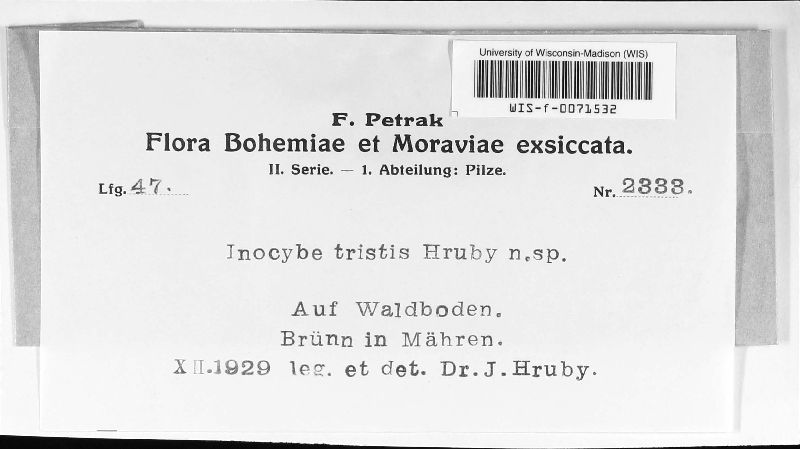 University of Wisconsin-Madison (WIS)
WIS-f-0071532
F. Petrak
Flora Bohemiae et Moraviae exsiccata.
II. Serie. — 1. Abteilung: Pilze.
Lfg. 47.
Nr. 2333.
Inocybe tristis Hruby n.sp.
Auf Waldboden.
Brünn in Mähren.
XII.1929 leg. et det. Dr.J.Hruby.